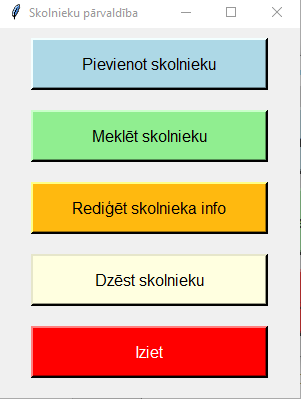 Skolnieku pārvaldība
Pievienot skolnieku
Meklēt skolnieku
Rediģēt skolnieka info
Dzēst skolnieku
Iziet